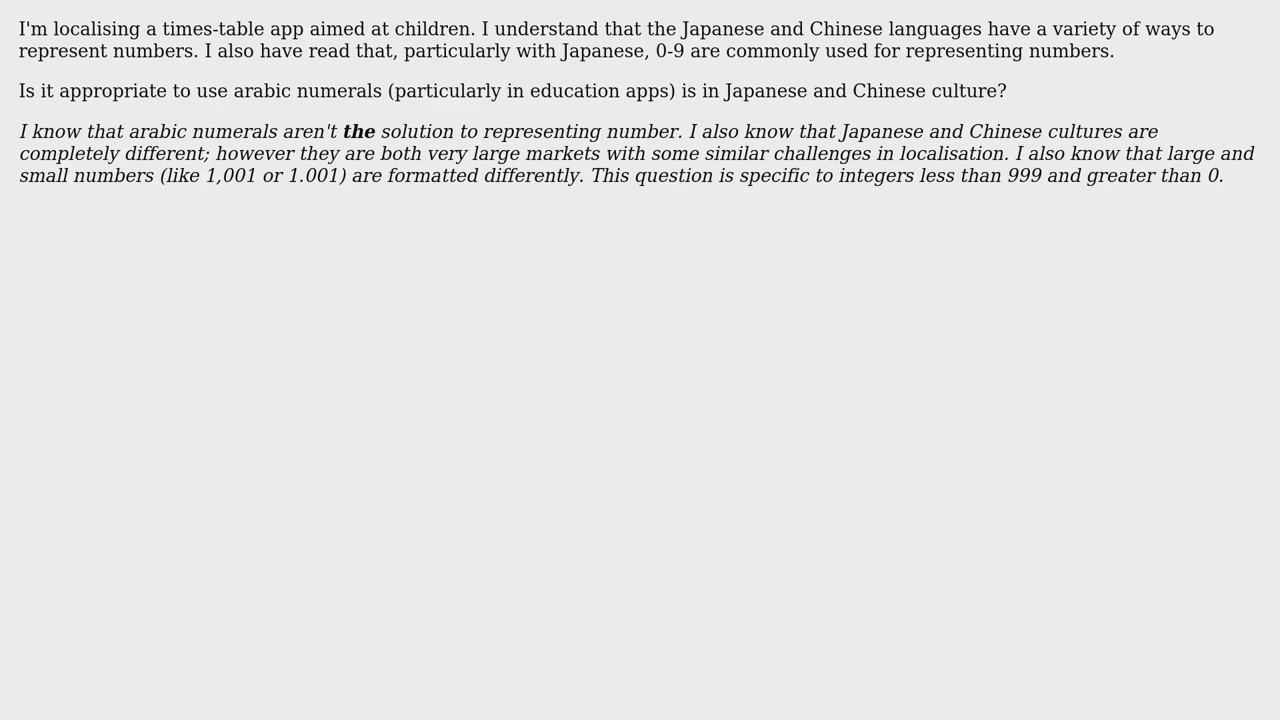 I'm localising a times-table app aimed at children. I understand that the Japanese and Chinese languages have a variety of ways to
represent numbers. I also have read that, particularly with Japanese, 0-9 are commonly used for representing numbers.
Is it appropriate to use arabic numerals (particularly in education apps) is in Japanese and Chinese culture?
I know that arabic numerals aren't the solution to representing number. I also know that Japanese and Chinese cultures are
completely different; however they are both very large markets with some similar challenges in localisation. I also know that large and
small numbers (like 1,001 or 1.001) are formatted differently. This question is specific to integers less than 999 and greater than 0.